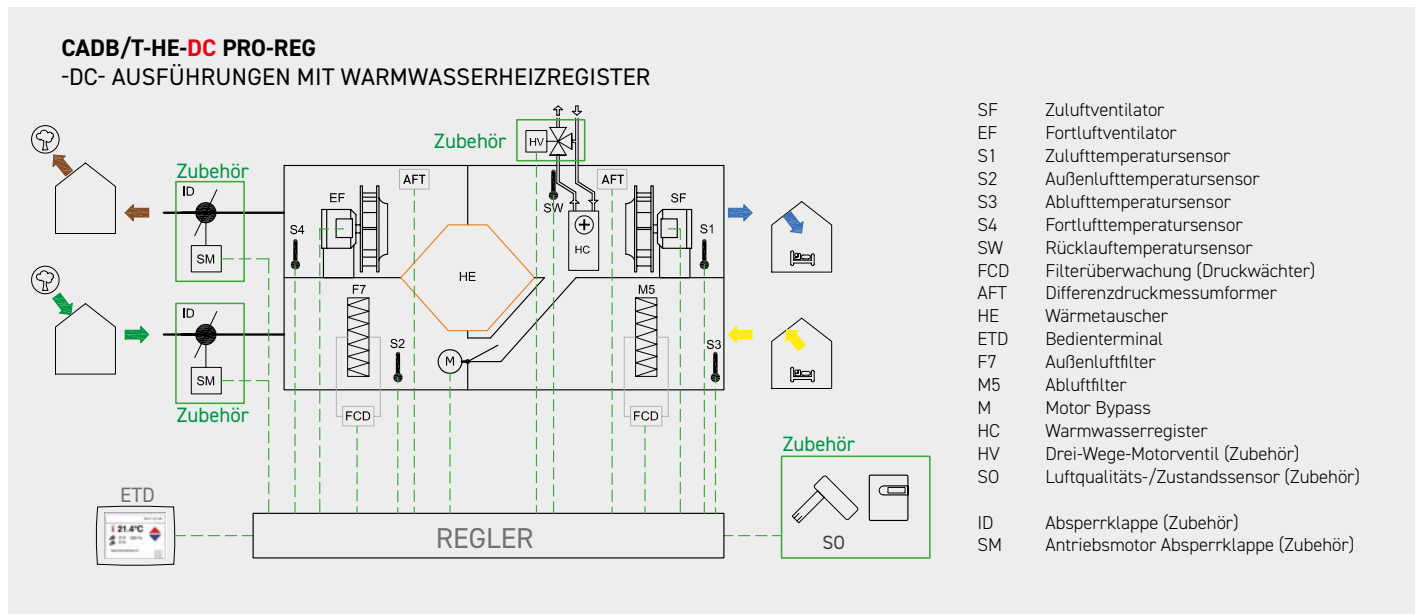 CADB/T-HE-DC PRO-REG
-DC- AUSFÜHRUNGEN MIT WARMWASSERHEIZREGISTER
Zubehör
HV
Zubehör
ID
SM
EF
AFT
S4
SW
HC
AFT
SF
S1
HE
ID
SM
Zubehör
F7
S2
M
M5
S3
FCD
FCD
ETD
21.4°C
REGLER
Zubehör
SO
SF Zuluftventilator
EF Fortluftventilator
S1 Zulufttemperatursensor
S2 Außenlufttemperatursensor
S3 Ablufttemperatursensor
S4 Fortlufttemperatursensor
SW Rücklauftemperatursensor
FCD Filterüberwachung (Druckwächter)
AFT Differenzdruckmessumformer
HE Wärmetauscher
ETD Bedienterminal
F7 Außenluftfilter
M5 Abluftfilter
M Motor Bypass
HC Warmwasserregister
HV Drei-Wege-Motorventil (Zubehör)
SO Luftqualitäts-/Zustandssensor (Zubehör)
ID Absperrklappe (Zubehör)
SM Antriebsmotor Absperrklappe (Zubehör)